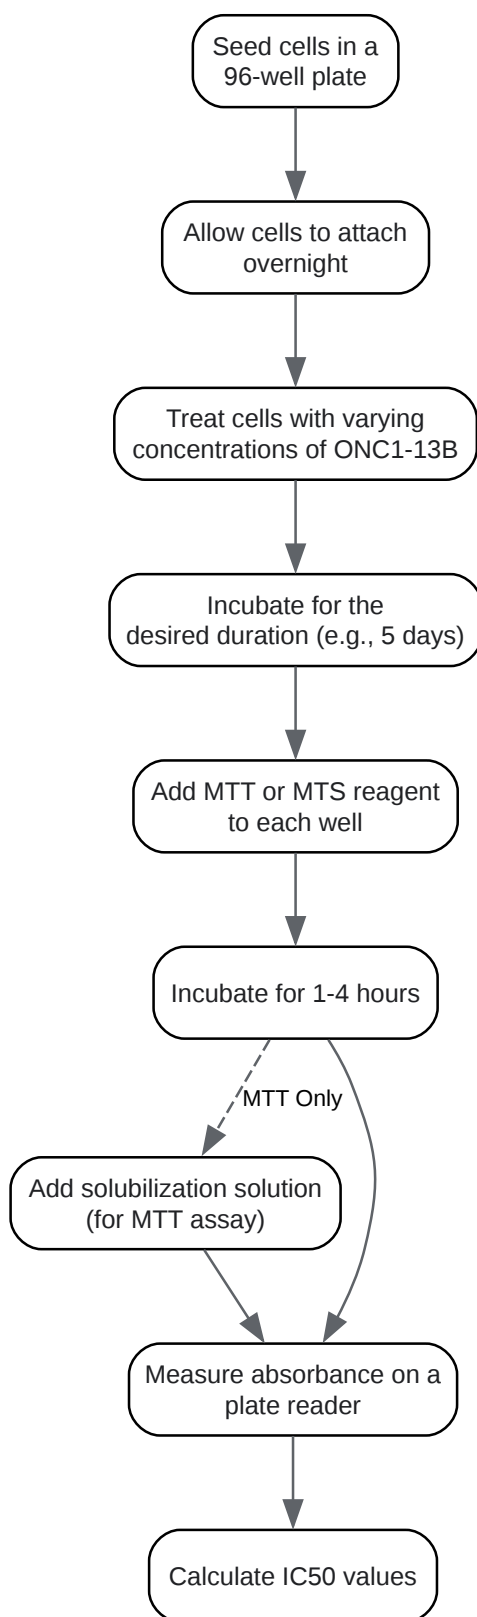 Seed cells in a
96-well plate
Allow cells to attach
overnight
Treat cells with varying
concentrations of ONC1-13B
Incubate for the
desired duration (e.g., 5 days)
Add MTT or MTS reagent
to each well
Incubate for 1-4 hours
MTT Only
Add solubilization solution
(for MTT assay)
Measure absorbance on a
plate reader
Calculate IC50 values